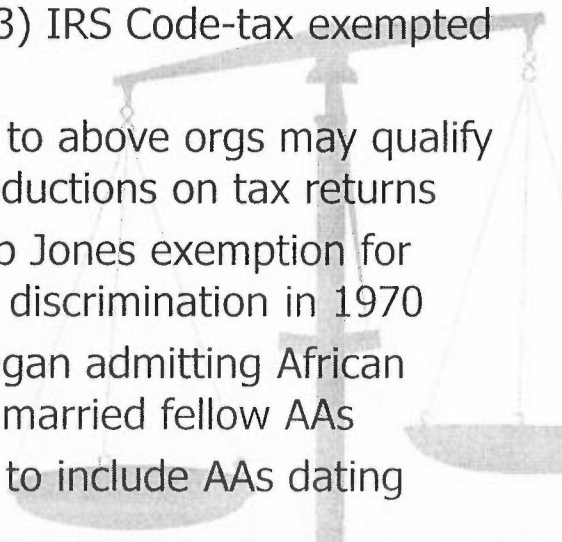 3) IRS Code-tax exempted
to above orgs may qualify
ductions on tax returns
b Jones exemption for
discrimination in 1970
gan admitting African
married fellow AAs
to include AAs dating